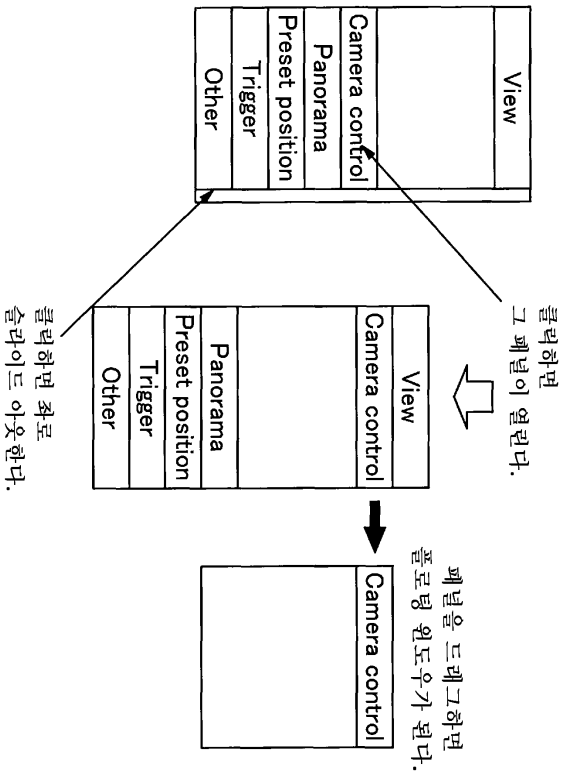 View
Camera control
Panorama
Preset position
Trigger
Other
클릭하면
그 패널이 열린다.
클릭하면 좌로
슬라이드 아웃한다.
View
Camera control
Panorama
Preset position
Trigger
Other
패널을 드래그하면
플로팅 윈도우가 된다.
Camera control